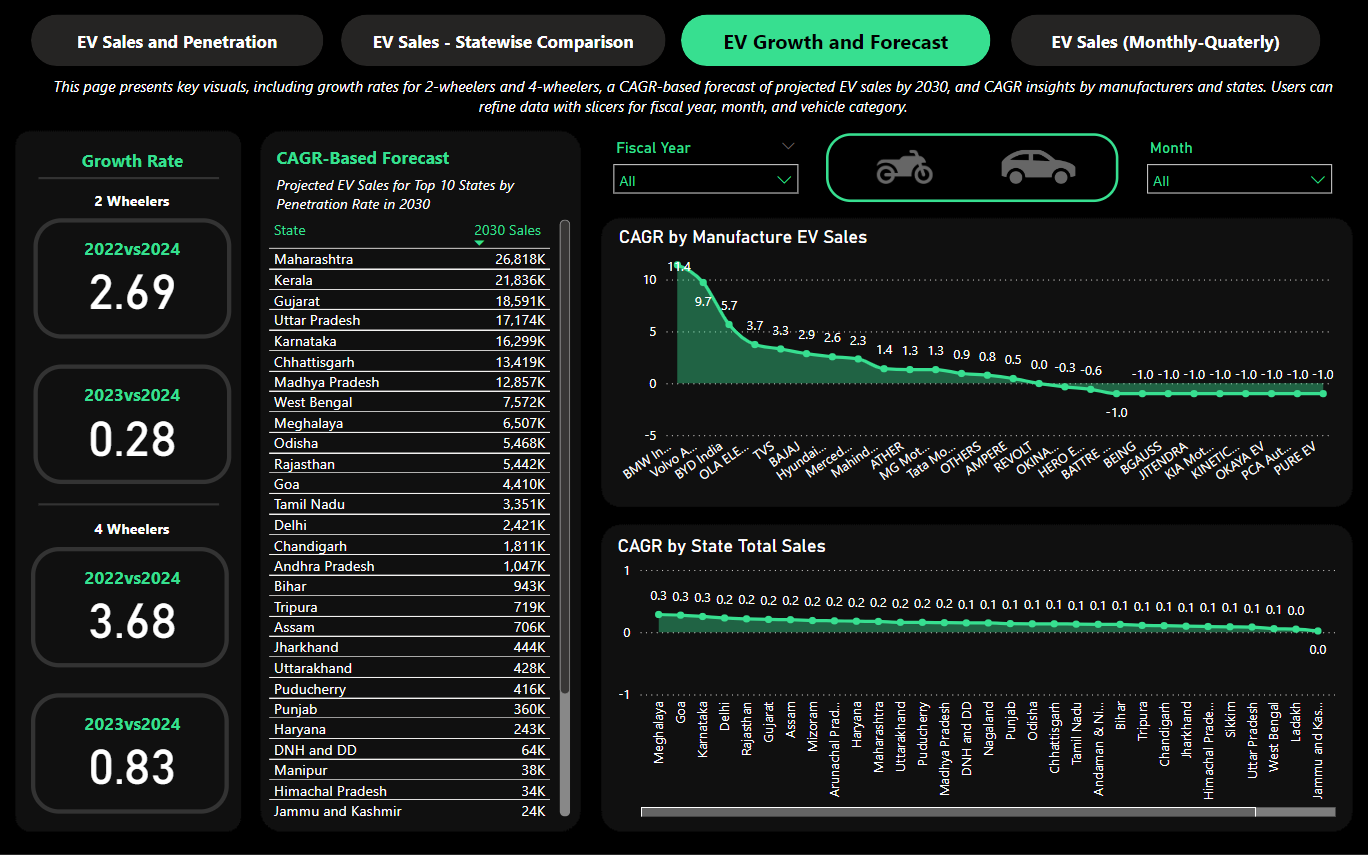 EV Sales and Penetration
EV Sales - Statewise Comparison
EV Growth and Forecast
EV Sales (Monthly-Quaterly)
This page presents key visuals, including growth rates for 2-wheelers and 4-wheelers, a CAGR-based forecast of projected EV sales by 2030, and CAGR insights by manufacturers and states. Users can
refine data with slicers for fiscal year, month, and vehicle category.
Growth Rate
2 Wheelers
2022vs2024
2.69
2023vs2024
0.28
4 Wheelers
2022vs2024
3.68
2023vs2024
0.83
CAGR-Based Forecast
Projected EV Sales for Top 10 States by
Penetration Rate in 2030
State 2030 Sales
Maharashtra 26,818K
Kerala 21,836K
Gujarat 18,591K
Uttar Pradesh 17,174K
Karnataka 16,299K
Chhattisgarh 13,419K
Madhya Pradesh 12,857K
West Bengal 7,572K
Meghalaya 6,507K
Odisha 5,468K
Rajasthan 5,442K
Goa 4,410K
Tamil Nadu 3,351K
Delhi 2,421K
Chandigarh 1,811K
Andhra Pradesh 1,047K
Bihar 943K
Tripura 719K
Assam 706K
Jharkhand 444K
Uttarakhand 428K
Puducherry 416K
Punjab 360K
Haryana 243K
DNH and DD 64K
Manipur 38K
Himachal Pradesh 34K
Jammu and Kashmir 24K
Fiscal Year
All
Month
All
CAGR by Manufacture EV Sales
10
5
0
-5
11.4 9.7 5.7 3.7 3.3 2.9 2.6 2.3 1.4 1.3 1.3 0.9 0.8 0.5 0.0 -0.3 -0.6 -1.0 -1.0 -1.0 -1.0 -1.0 -1.0 -1.0 -1.0 -1.0
BMW In...
Volvo A...
BYD India
OLA ELE...
TVS
BAJAJ
Hyundai...
Merced...
Mahind...
ATHER
MG Mot...
Tata Mo...
OTHERS
AMPERE
REVOLT
OKINA...
HERO E...
BATTRE ...
BEING
BGAUSS
JITENDRA
KIA Mot...
KINETIC...
OKAYA EV
PCA Aut...
PURE EV
CAGR by State Total Sales
1
0
-1
0.3 0.3 0.3 0.2 0.2 0.2 0.2 0.2 0.2 0.2 0.2 0.2 0.2 0.2 0.1 0.1 0.1 0.1 0.1 0.1 0.1 0.1 0.1 0.1 0.1 0.1 0.1 0.1 0.1 0.0 0.0
Meghalaya
Goa
Karnataka
Delhi
Rajasthan
Gujarat
Assam
Mizoram
Arunachal Prad...
Haryana
Maharashtra
Uttarakhand
Puducherry
Madhya Pradesh
DNH and DD
Nagaland
Punjab
Odisha
Chhattisgarh
Tamil Nadu
Andaman & Ni...
Bihar
Tripura
Chandigarh
Jharkhand
Himachal Prade...
Sikkim
Uttar Pradesh
West Bengal
Ladakh
Jammu and Kas...